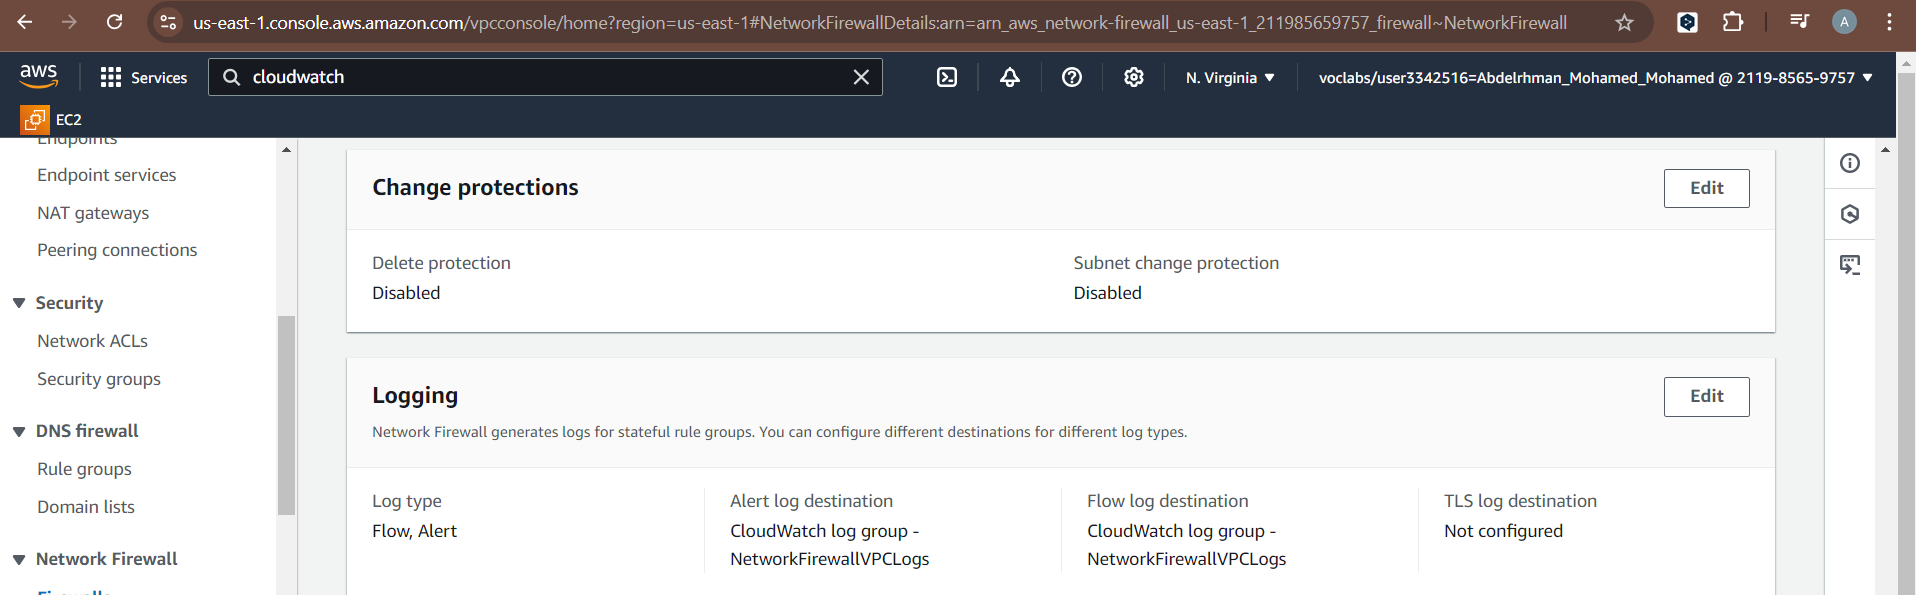 us-east-1.console.aws.amazon.com/vpcconsole/home?region=us-east-1#NetworkFirewallDetails:arn=arn_aws_network-firewall_us-east-1_211985659757_firewall~NetworkFirewall
A
aws
Services
cloudwatch
N. Virginia
voclabs/user3342516=Abdelrhman_Mohamed_Mohamed @ 2119-8565-9757
EC2
Endpoints
Endpoint services
NAT gateways
Peering connections
Security
Network ACLs
Security groups
DNS firewall
Rule groups
Domain lists
Network Firewall
Firewalls
Change protections
Edit
Delete protection
Disabled
Subnet change protection
Disabled
Logging
Edit
Network Firewall generates logs for stateful rule groups. You can configure different destinations for different log types.
Log type
Flow, Alert
Alert log destination
CloudWatch log group -
NetworkFirewallVPCLogs
Flow log destination
CloudWatch log group -
NetworkFirewallVPCLogs
TLS log destination
Not configured